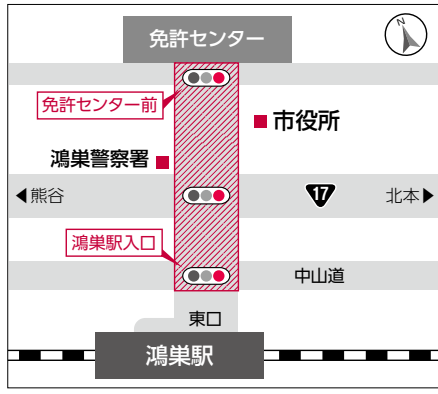 免許センター
N
免許センター前
市役所
鴻巣警察署
◀熊谷
17
北本▶
鴻巣駅入口
中山道
東口
鴻巣駅